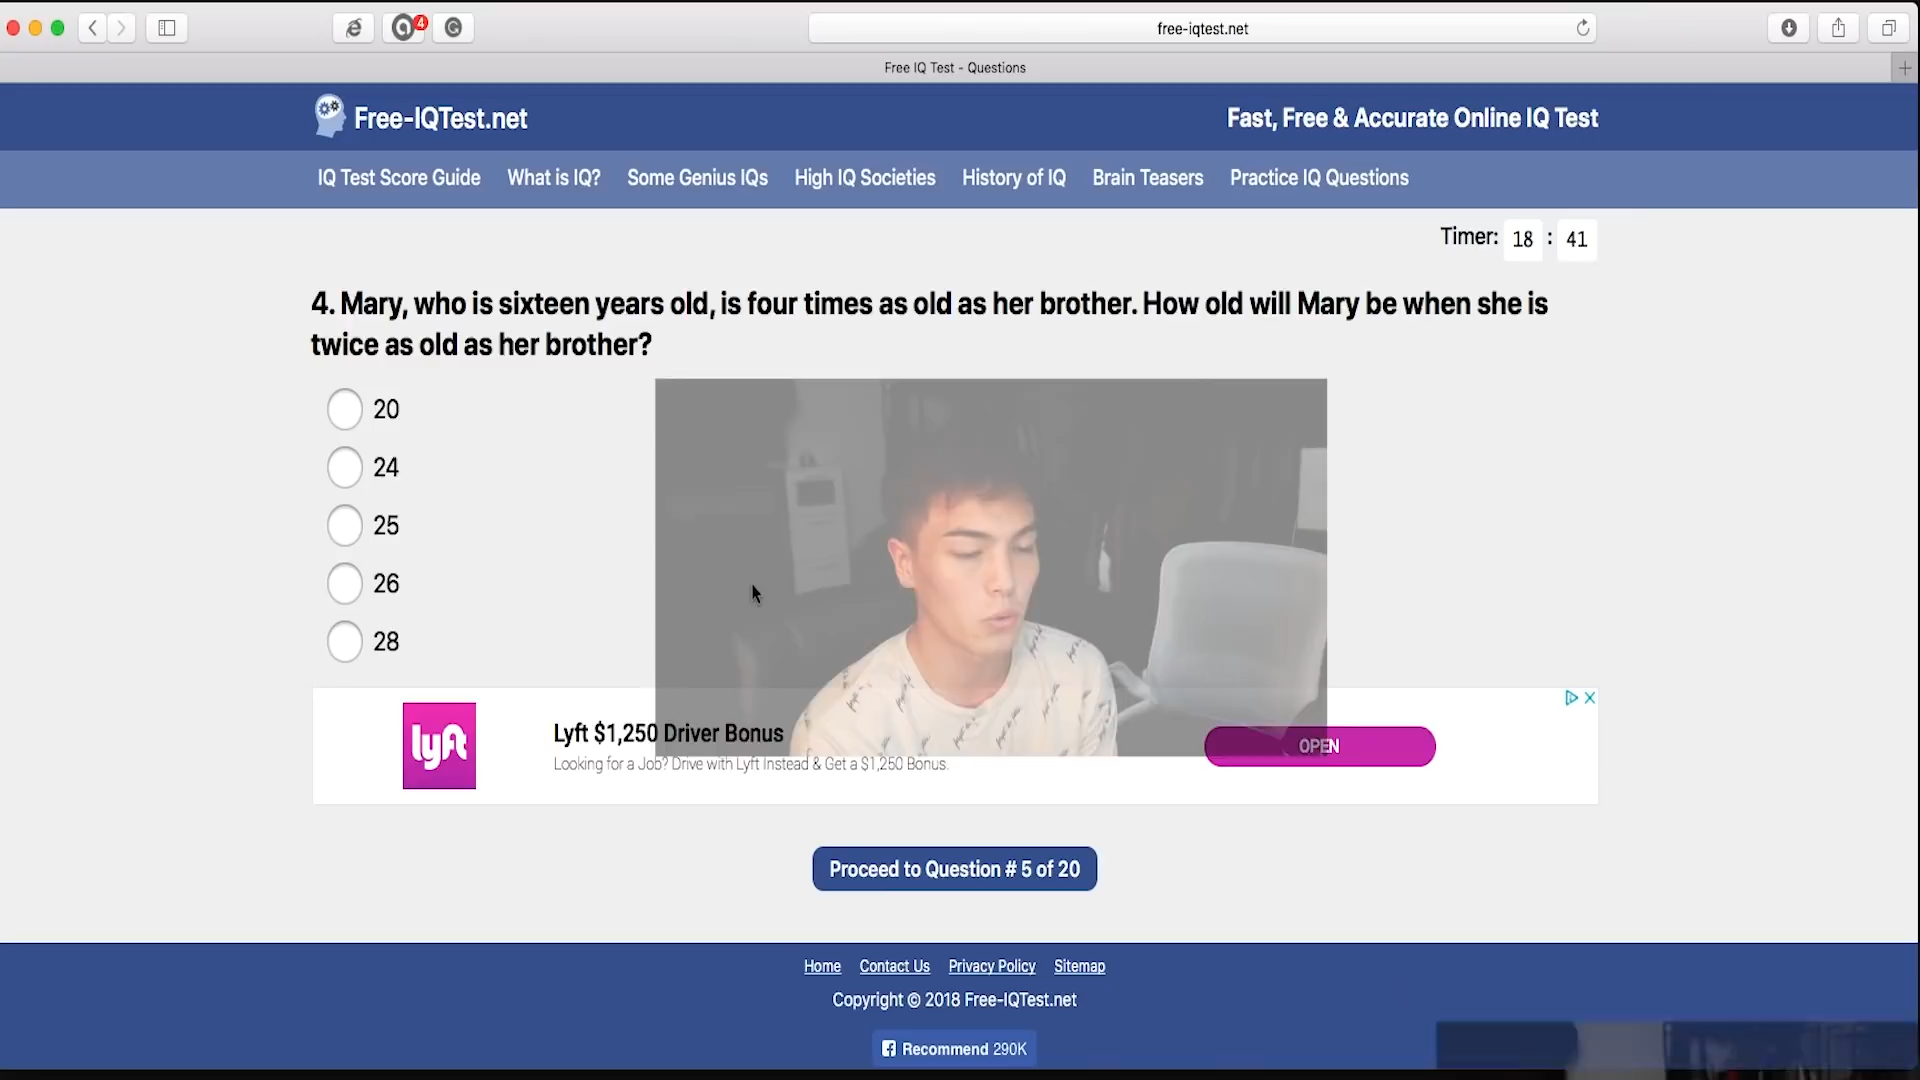 4
free-iqtest.net
Free IQ Test - Questions
Free-IQTest.net
Fast, Free & Accurate Online IQ Test
IQ Test Score Guide What is IQ? Some Genius IQs High IQ Societies History of IQ Brain Teasers Practice IQ Questions
Timer: 18 : 41
4. Mary, who is sixteen years old, is four times as old as her brother. How old will Mary be when she is
twice as old as her brother?
20
24
25
26
28
lyft
Lyft $1,250 Driver Bonus
Looking for a Job? Drive with Lyft Instead & Get a $1,250 Bonus.
OPEN
Proceed to Question # 5 of 20
Home Contact Us Privacy Policy Sitemap
Copyright © 2018 Free-IQTest.net
Recommend 290K